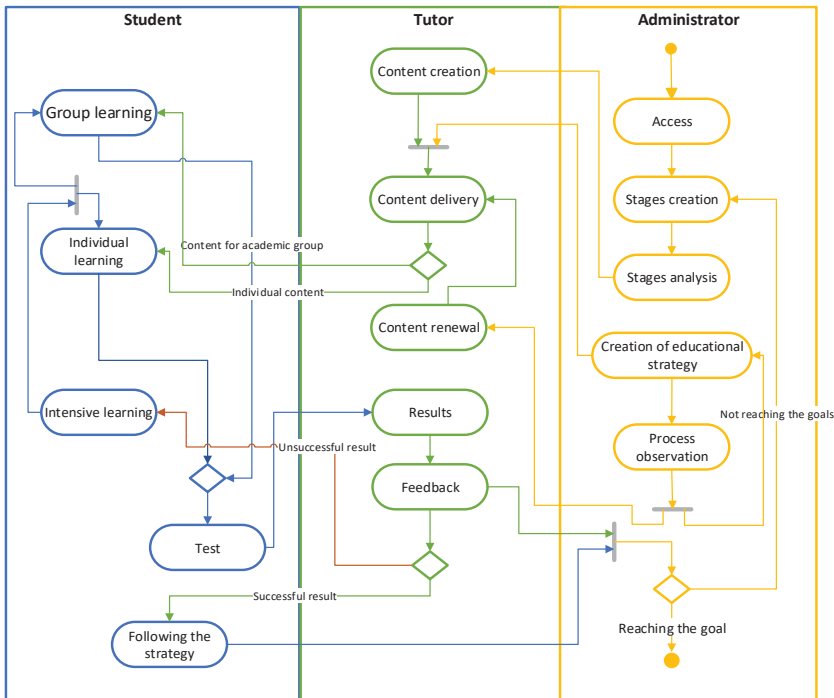 Student
Tutor
Administrator
Content creation
Group learning
Access
Content delivery
Stages creation
Individual
learning
Content for academic group
Stages analysis
Individual content
Content renewal
Creation of educational
strategy
Intensive learning
Results
Not reaching the goals
Unsuccessful result
Process
observation
Feedback
Test
Successful result
Following the
strategy
Reaching the goal